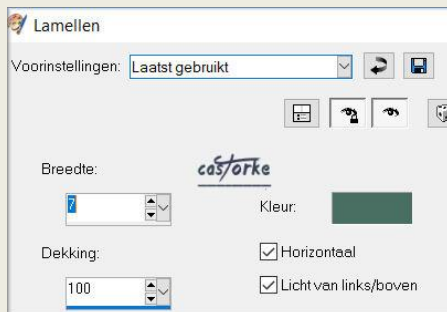 Lamellen
Voorinstellingen: Laatst gebruikt
Breedte:
castorke
7
Kleur:
Dekking:
Horizontaal
100
Licht van links/boven